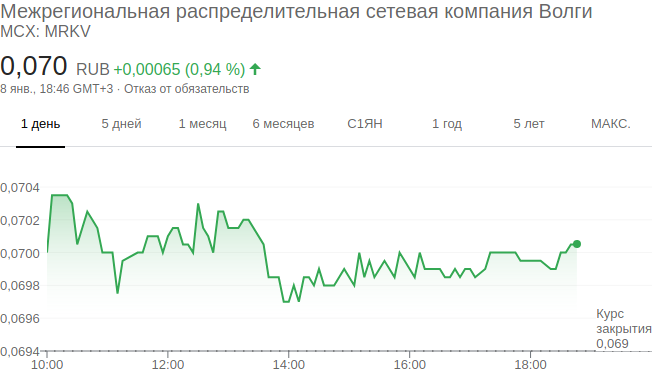 Межрегиональная распределительная сетевая компания Волги
MCX: MRKV
0,070 RUB +0,00065 (0,94 %)
8 янв., 18:46 GMT+3 · Отказ от обязательств
1 день 5 дней 1 месяц 6 месяцев С1ЯН 1 год 5 лет МАКС.
0,0704
0,0702
0,0700
0,0698
0,0696
0,0694
Курс
закрытия
0,069
10:00 12:00 14:00 16:00 18:00